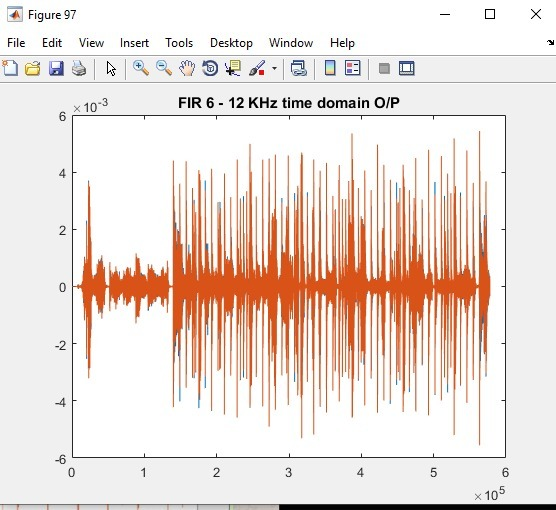 Figure 97
File Edit View Insert Tools Desktop Window Help
FIR 6 - 12 KHz time domain O/P
×10⁻³
6
4
2
0
-2
-4
-6
0 1 2 3 4 5 6
×10⁵